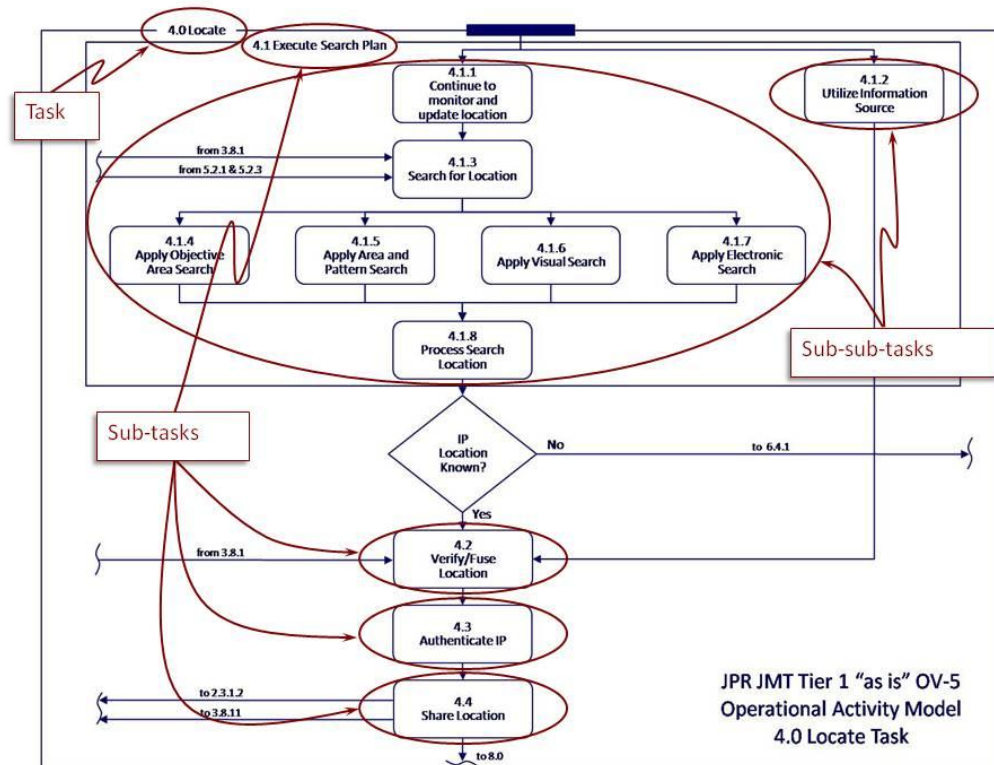 4.0 Locate
4.1 Execute Search Plan
Task
4.1.1
Continue to
monitor and
update location
4.1.2
Utilize Information
Source
from 3.8.1
from 5.2.1 & 5.2.3
4.1.3
Search for Location
4.1.4
Apply Objective
Area Search
4.1.5
Apply Area and
Pattern Search
4.1.6
Apply Visual Search
4.1.7
Apply Electronic
Search
4.1.8
Process Search
Location
Sub-sub-tasks
Sub-tasks
IP
Location
Known?
No
to 6.4.1
Yes
from 3.8.1
4.2
Verify/Fuse
Location
4.3
Authenticate IP
to 2.3.1.2
to 3.8.11
4.4
Share Location
to 8.0
JPR JMT Tier 1 “as is” OV-5
Operational Activity Model
4.0 Locate Task